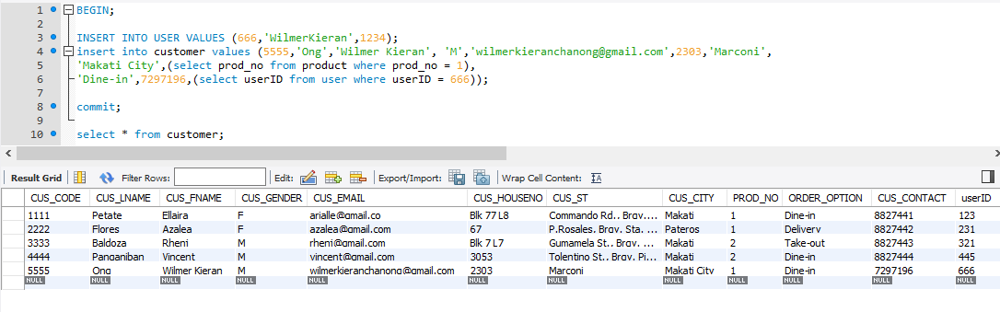 1 BEGIN;
2
3 INSERT INTO USER VALUES (666,'WilmerKieran',1234);
4 insert into customer values (5555,'Ong','Wilmer Kieran', 'M','wilmerkieranchanong@gmail.com',2303,'Marconi',
5 'Makati City',(select prod_no from product where prod_no = 1),
6 'Dine-in',7297196,(select userID from user where userID = 666));
7
8 commit;
9
10 select * from customer;
Result Grid Filter Rows: Edit: Export/Import: Wrap Cell Content:
CUS_CODE CUS_LNAME CUS_FNAME CUS_GENDER CUS_EMAIL CUS_HOUSENO CUS_ST CUS_CITY PROD_NO ORDER_OPTION CUS_CONTACT userID
1111 Petate Ellaira F arialle@gmail.co Blk 77 L8 Commando Rd., Brgy.... Makati 1 Dine-in 8827441 123
2222 Flores Azalea F azalea@gmail.com 67 P.Rosales, Brgy. Sta. ... Pateros 1 Delivery 8827442 231
3333 Baldoza Rheni M rheni@gmail.com Blk 7 L7 Gumamela St., Brgy. ... Makati 2 Take-out 8827443 321
4444 Panganiban Vincent M vincent@gmail.com 3053 Tolentino St., Brgy. Pi... Makati 2 Dine-in 8827444 445
5555 Ong Wilmer Kieran M wilmerkieranchanong@gmail.com 2303 Marconi Makati City 1 Dine-in 7297196 666
NULL NULL NULL NULL NULL NULL NULL NULL NULL NULL NULL NULL